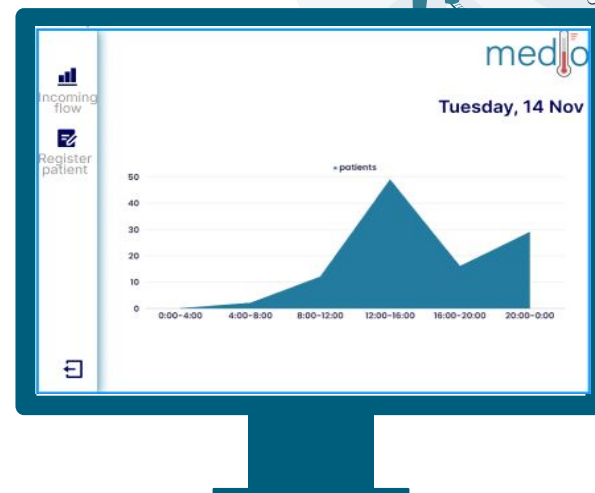 medio
Tuesday, 14 Nov
Incoming
flow
Register
patient
patients
50
40
30
20
10
0
0:00-4:00 4:00-8:00 8:00-12:00 12:00-16:00 16:00-20:00 20:00-0:00